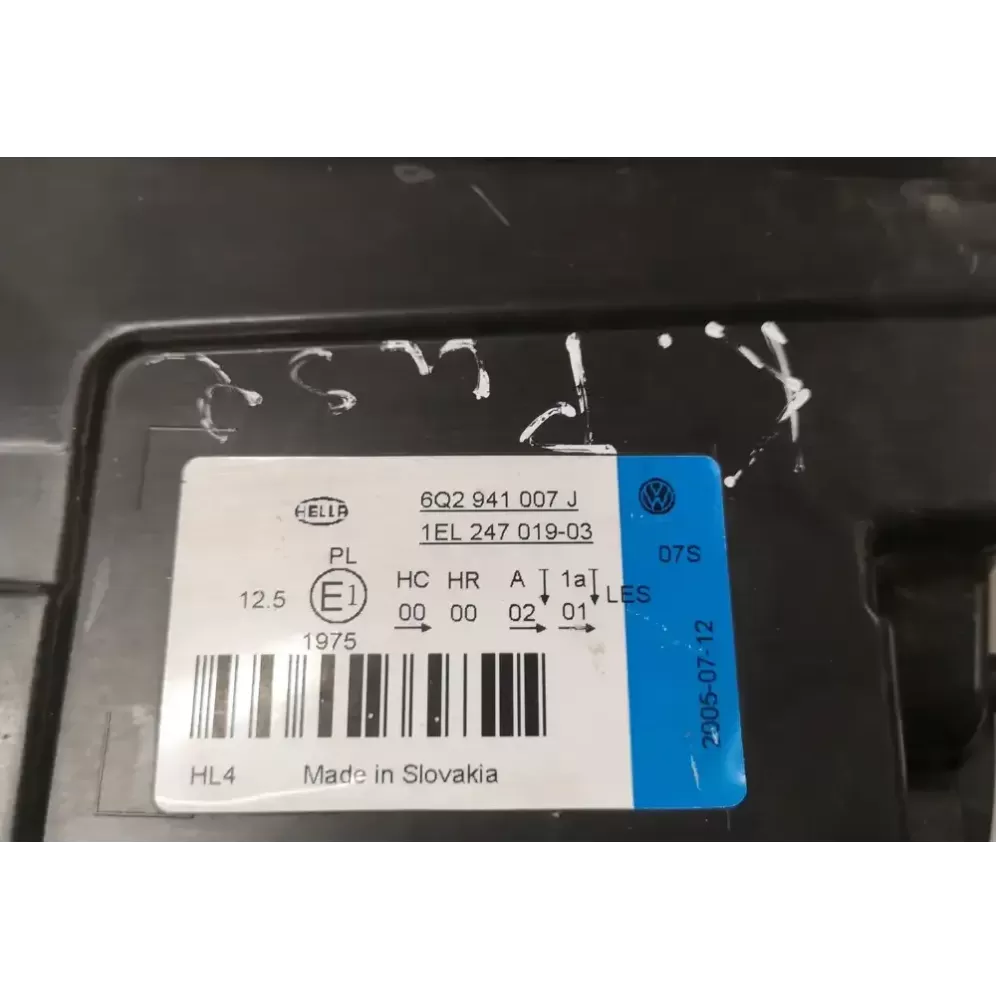 HELLA
6Q2 941 007 J
1EL 247 019-03
07S
PL
12.5 E1 HC HR A 1a LES
00 00 02 01
1975
2005-07-12
HL4 Made in Slovakia